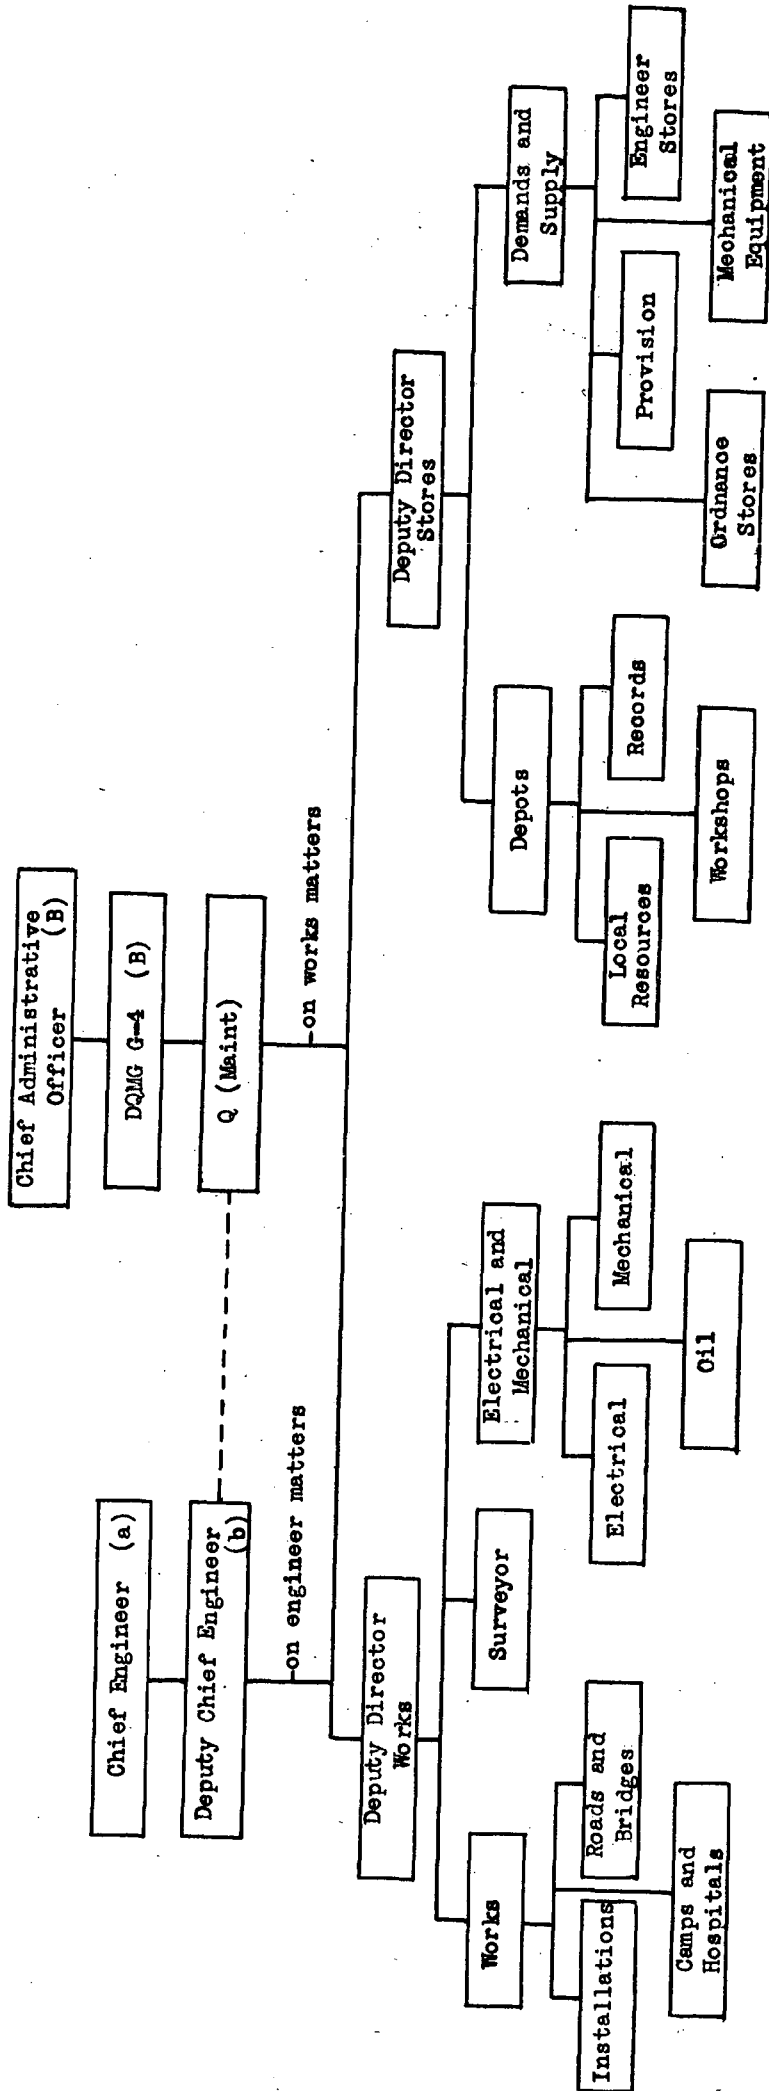 Chief Administrative
Officer (B)
DQMG G-4 (B)
Q (Maint)
on works matters
Chief Engineer (a)
Deputy Chief Engineer
(b)
on engineer matters
Deputy Director
Works
Deputy Director
Stores
Works
Surveyor
Electrical and
Mechanical
Depots
Demands and
Supply
Installations
Roads and
Bridges
Camps and
Hospitals
Electrical
Mechanical
Oil
Local
Resources
Records
Workshops
Provision
Engineer
Stores
Ordnance
Stores
Mechanical
Equipment